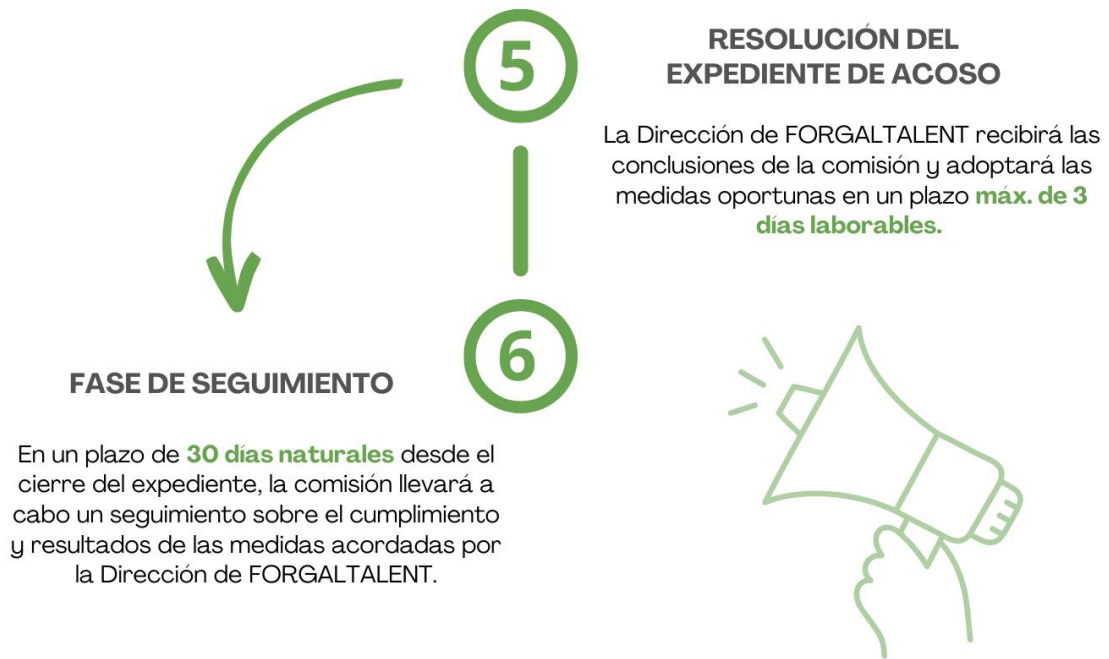 5
RESOLUCIÓN DEL
EXPEDIENTE DE ACOSO
La Dirección de FORGALTALENT recibirá las
conclusiones de la comisión y adoptará las
medidas oportunas en un plazo máx. de 3
días laborables.
6
FASE DE SEGUIMIENTO
En un plazo de 30 días naturales desde el
cierre del expediente, la comisión llevará a
cabo un seguimiento sobre el cumplimiento
y resultados de las medidas acordadas por
la Dirección de FORGALTALENT.